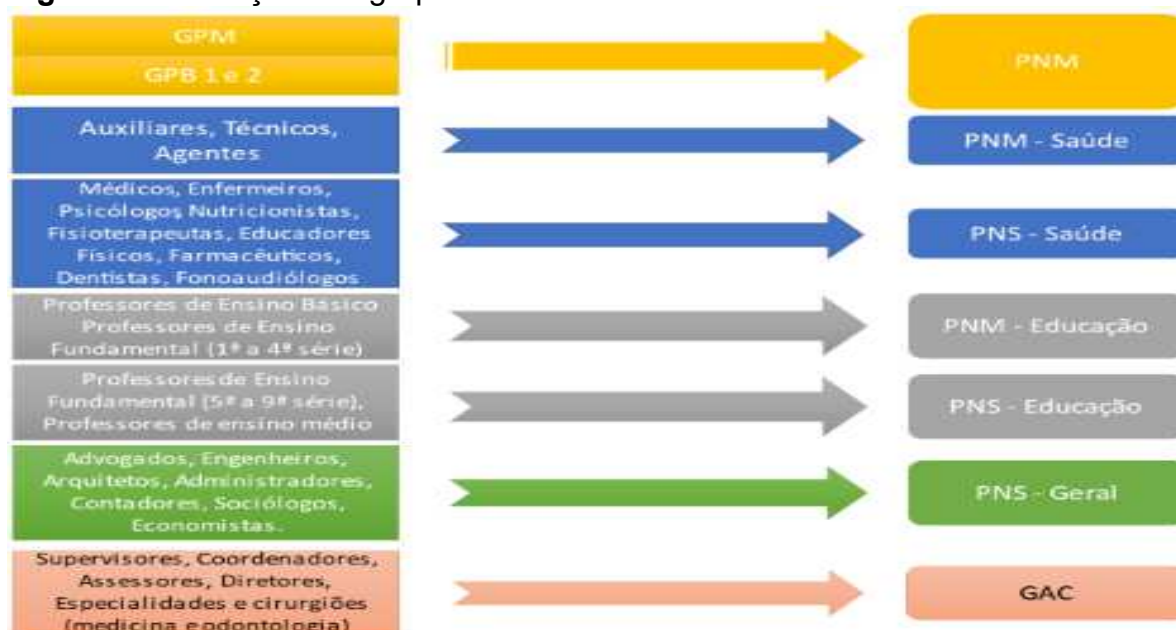 GPM
GPB 1 e 2
PNM
Auxiliares, Técnicos,
Agentes
PNM - Saúde
Médicos, Enfermeiros,
Psicólogos, Nutricionistas,
Fisioterapeutas, Educadores
Físicos, Farmacêuticos,
Dentistas, Fonoaudiólogos
PNS - Saúde
Professores de Ensino Básico
Professores de Ensino
Fundamental (1ª a 4ª série)
PNM - Educação
Professores de Ensino
Fundamental (5ª a 9ª série),
Professores de ensino médio
PNS - Educação
Advogados, Engenheiros,
Arquitetos, Administradores,
Contadores, Sociólogos,
Economistas.
PNS - Geral
Supervisores, Coordenadores,
Assessores, Diretores,
Especialidades e cirurgiões
(medicina e odontologia)
GAC